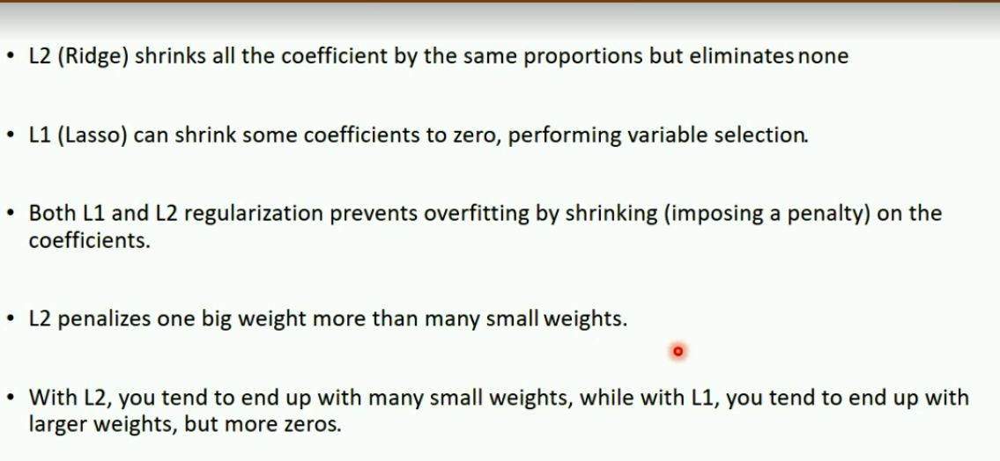 • L2 (Ridge) shrinks all the coefficient by the same proportions but eliminates none
• L1 (Lasso) can shrink some coefficients to zero, performing variable selection.
• Both L1 and L2 regularization prevents overfitting by shrinking (imposing a penalty) on the
coefficients.
• L2 penalizes one big weight more than many small weights.
• With L2, you tend to end up with many small weights, while with L1, you tend to end up with
larger weights, but more zeros.